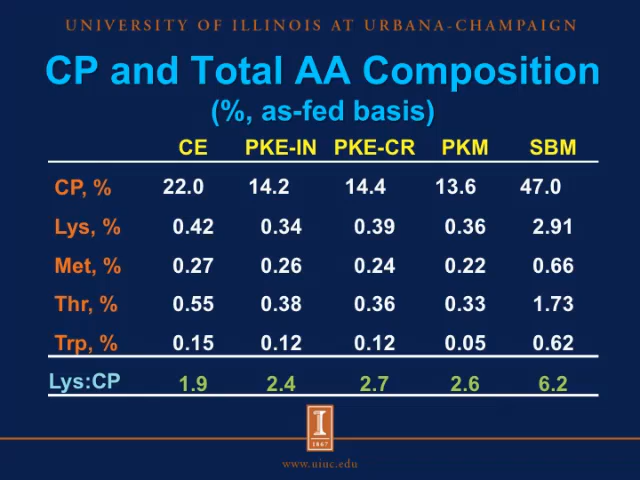 UNIVERSITY OF ILLINOIS AT URBANA-CHAMPAIGN
CP and Total AA Composition
(%, as-fed basis)
CE PKE-IN PKE-CR PKM SBM
CP, % 22.0 14.2 14.4 13.6 47.0
Lys, % 0.42 0.34 0.39 0.36 2.91
Met, % 0.27 0.26 0.24 0.22 0.66
Thr, % 0.55 0.38 0.36 0.33 1.73
Trp, % 0.15 0.12 0.12 0.05 0.62
Lys:CP 1.9 2.4 2.7 2.6 6.2
I
1867
www.uiuc.edu